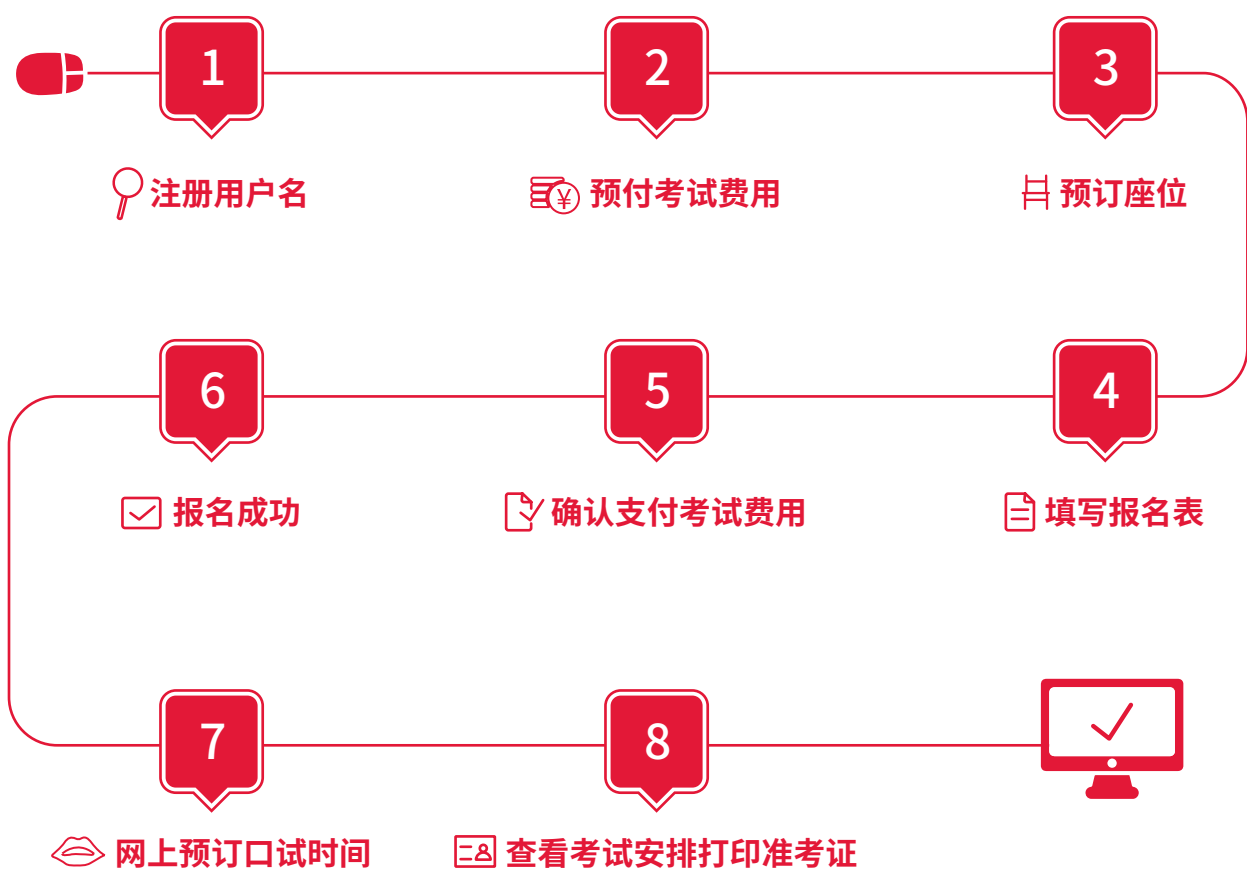 1
2
3
注册用户名
¥
预付考试费用
预订座位
6
5
4
报名成功
确认支付考试费用
填写报名表
7
8
网上预订口试时间
查看考试安排打印准考证